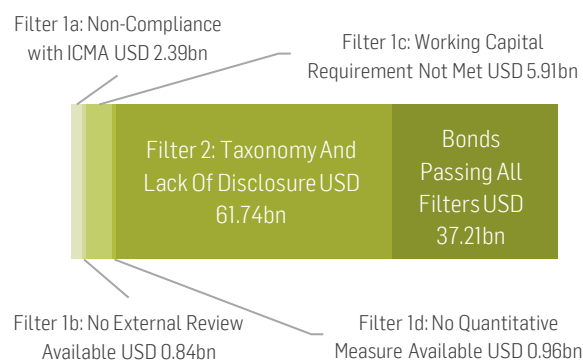 Filter 1a: Non-Compliance
with ICMA USD 2.39bn
Filter 1c: Working Capital
Requirement Not Met USD 5.91bn
Filter 2: Taxonomy And
Lack Of Disclosure USD
61.74bn
Bonds
Passing All
Filters USD
37.21bn
Filter 1b: No External Review
Available USD 0.84bn
Filter 1d: No Quantitative
Measure Available USD 0.96bn